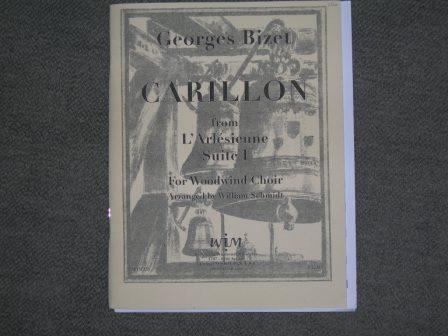 Georges Bizet
CARILLON
from
L'Arlésienne
Suite I
For Woodwind Choir
Arranged by William Schmidt
WIM